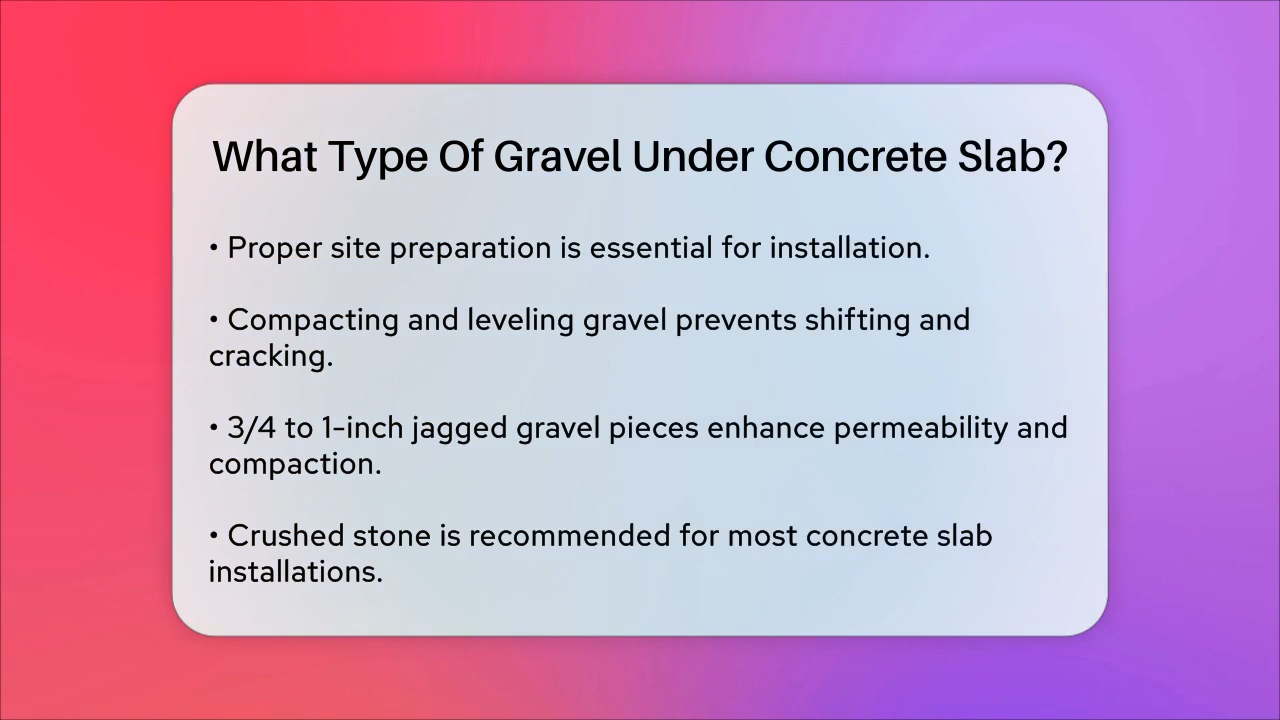 What Type Of Gravel Under Concrete Slab?
• Proper site preparation is essential for installation.
• Compacting and leveling gravel prevents shifting and
cracking.
• 3/4 to 1-inch jagged gravel pieces enhance permeability and
compaction.
• Crushed stone is recommended for most concrete slab
installations.